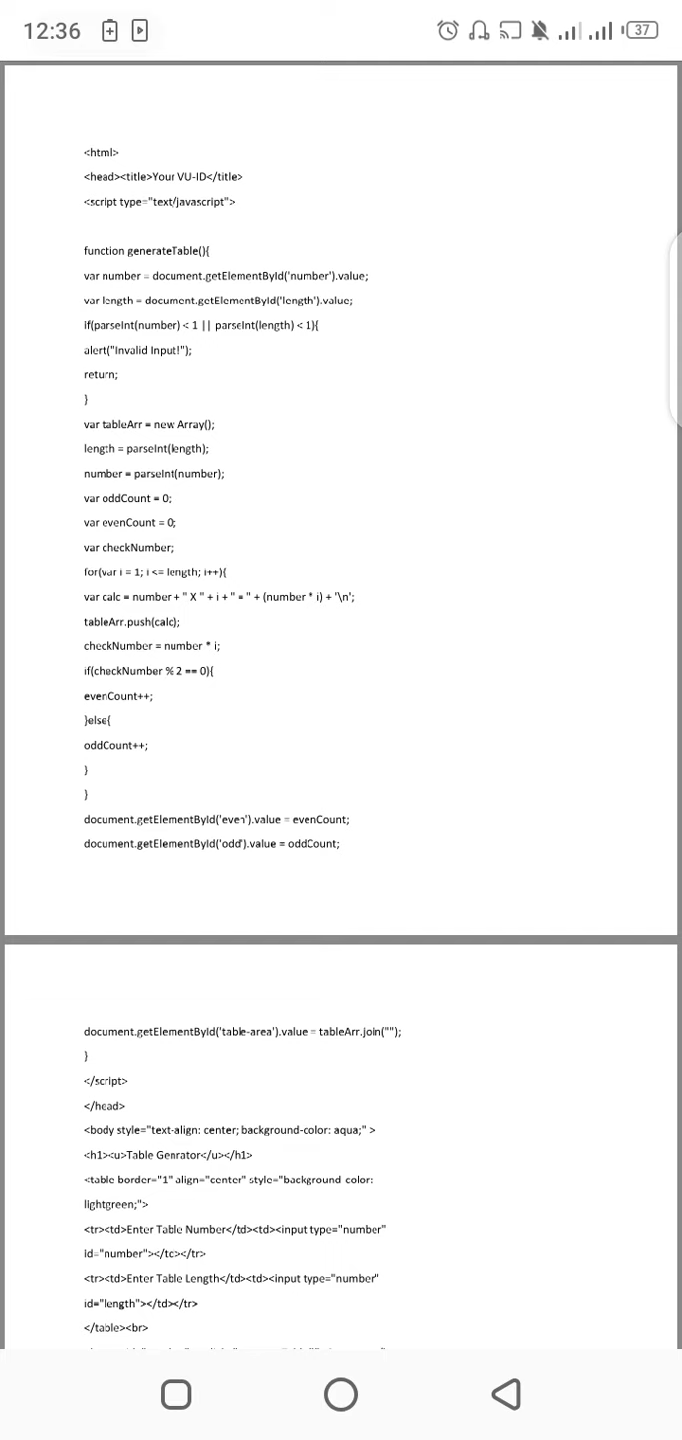 12:36
37
<html>
<head><title>Your VU-ID</title>
<script type="text/javascript">
function generateTable(){
var number = document.getElementById('number').value;
var length = document.getElementById('length').value;
if(parseInt(number) < 1 || parseInt(length) < 1){
alert("Invalid Input!");
return;
}
var tableArr = new Array();
length = parseInt(length);
number = parseInt(number);
var oddCount = 0;
var evenCount = 0;
var checkNumber;
for(var i = 1; i <= length; i++){
var calc = number + " X " + i + " = " + (number * i) + '\n';
tableArr.push(calc);
checkNumber = number * i;
if(checkNumber % 2 == 0){
evenCount++;
}else{
oddCount++;
}
}
document.getElementById('even').value = evenCount;
document.getElementById('odd').value = oddCount;
document.getElementById('table-area').value = tableArr.join("");
}
</script>
</head>
<body style="text-align: center; background-color: aqua;" >
<h1><u>Table Genrator</u></h1>
<table border="1" align="center" style="background-color:
lightgreen;">
<tr><td>Enter Table Number</td><td><input type="number"
id="number"></td></tr>
<tr><td>Enter Table Length</td><td><input type="number"
id="length"></td></tr>
</table><br>